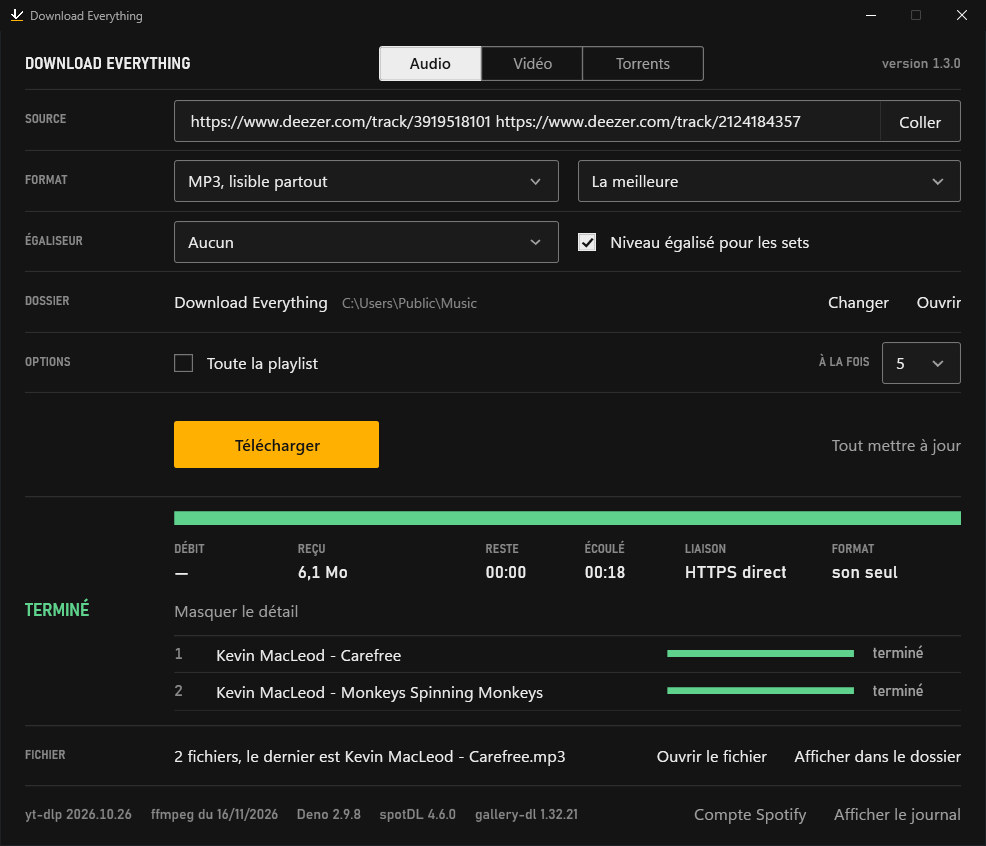 Download Everything
DOWNLOAD EVERYTHING
Audio
Vidéo
Torrents
version 1.3.0
SOURCE
https://www.deezer.com/track/3919518101 https://www.deezer.com/track/2124184357
Coller
FORMAT
MP3, lisible partout
La meilleure
ÉGALISEUR
Aucun
Niveau égalisé pour les sets
DOSSIER
Download Everything
C:\Users\Public\Music
Changer
Ouvrir
OPTIONS
Toute la playlist
À LA FOIS
5
Télécharger
Tout mettre à jour
DÉBIT
REÇU
RESTE
ÉCOULÉ
LIAISON
FORMAT
—
6,1 Mo
00:00
00:18
HTTPS direct
son seul
TERMINÉ
Masquer le détail
1 Kevin MacLeod - Carefree terminé
2 Kevin MacLeod - Monkeys Spinning Monkeys terminé
FICHIER
2 fichiers, le dernier est Kevin MacLeod - Carefree.mp3
Ouvrir le fichier
Afficher dans le dossier
yt-dlp 2026.10.26
ffmpeg du 16/11/2026
Deno 2.9.8
spotDL 4.6.0
gallery-dl 1.32.21
Compte Spotify
Afficher le journal